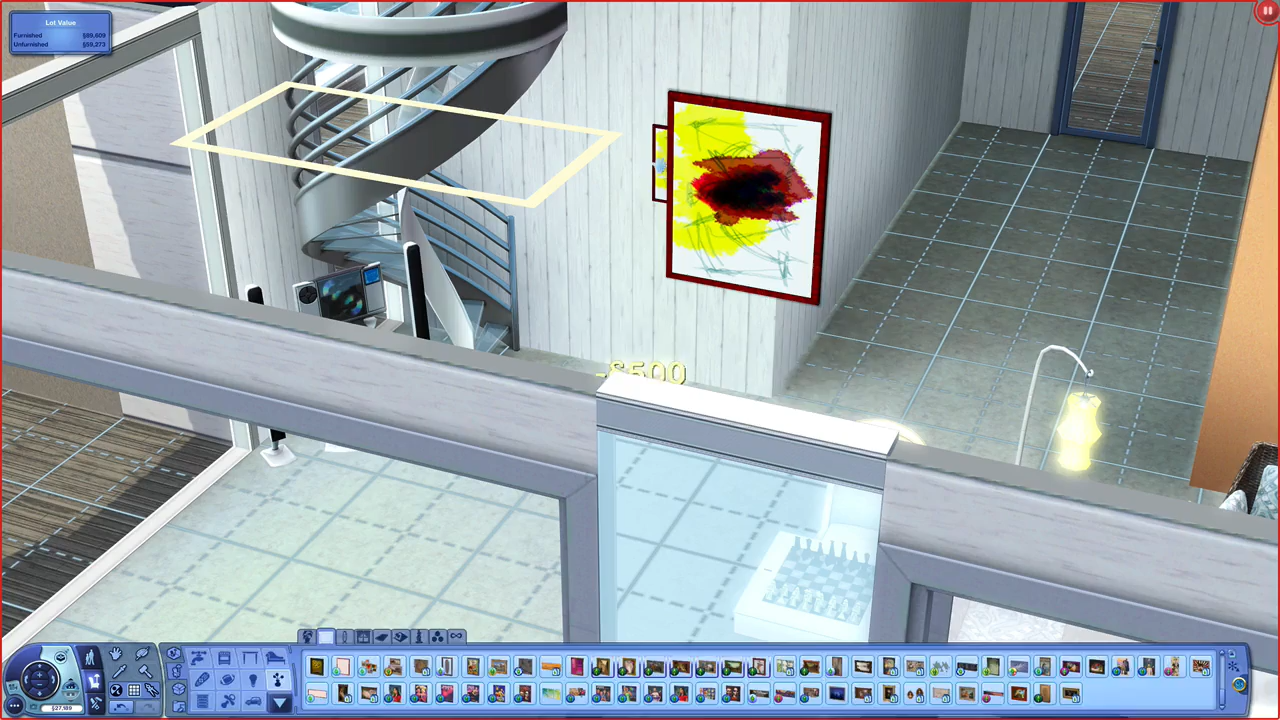 Lot Value
Furnished §89,609
Unfurnished §59,273
-§500
§27,189